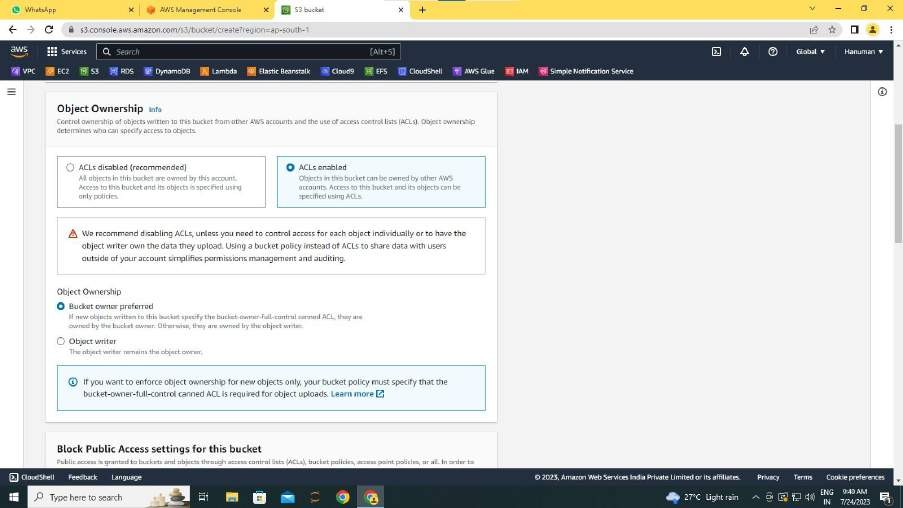 WhatsApp
AWS Management Console
S3 bucket
s3.console.aws.amazon.com/s3/bucket/create?region=ap-south-1
aws
Services
Search
[Alt+S]
Global
Hanuman
VPC
EC2
S3
RDS
DynamoDB
Lambda
Elastic Beanstalk
Cloud9
EFS
CloudShell
AWS Glue
IAM
Simple Notification Service
Object Ownership Info
Control ownership of objects written to this bucket from other AWS accounts and the use of access control lists (ACLs). Object ownership
determines who can specify access to objects.
ACLs disabled (recommended)
All objects in this bucket are owned by this account.
Access to this bucket and its objects is specified using
only policies.
ACLs enabled
Objects in this bucket can be owned by other AWS
accounts. Access to this bucket and its objects can be
specified using ACLs.
We recommend disabling ACLs, unless you need to control access for each object individually or to have the
object writer own the data they upload. Using a bucket policy instead of ACLs to share data with users
outside of your account simplifies permissions management and auditing.
Object Ownership
Bucket owner preferred
If new objects written to this bucket specify the bucket-owner-full-control canned ACL, they are
owned by the bucket owner. Otherwise, they are owned by the object writer.
Object writer
The object writer remains the object owner.
If you want to enforce object ownership for new objects only, your bucket policy must specify that the
bucket-owner-full-control canned ACL is required for object uploads. Learn more
Block Public Access settings for this bucket
Public access is granted to buckets and objects through access control lists (ACLs), bucket policies, access point policies, or all. In order to
CloudShell
Feedback
Language
© 2023, Amazon Web Services India Private Limited or its affiliates.
Privacy
Terms
Cookie preferences
Type here to search
27°C Light rain
ENG
IN
9:40 AM
7/24/2023